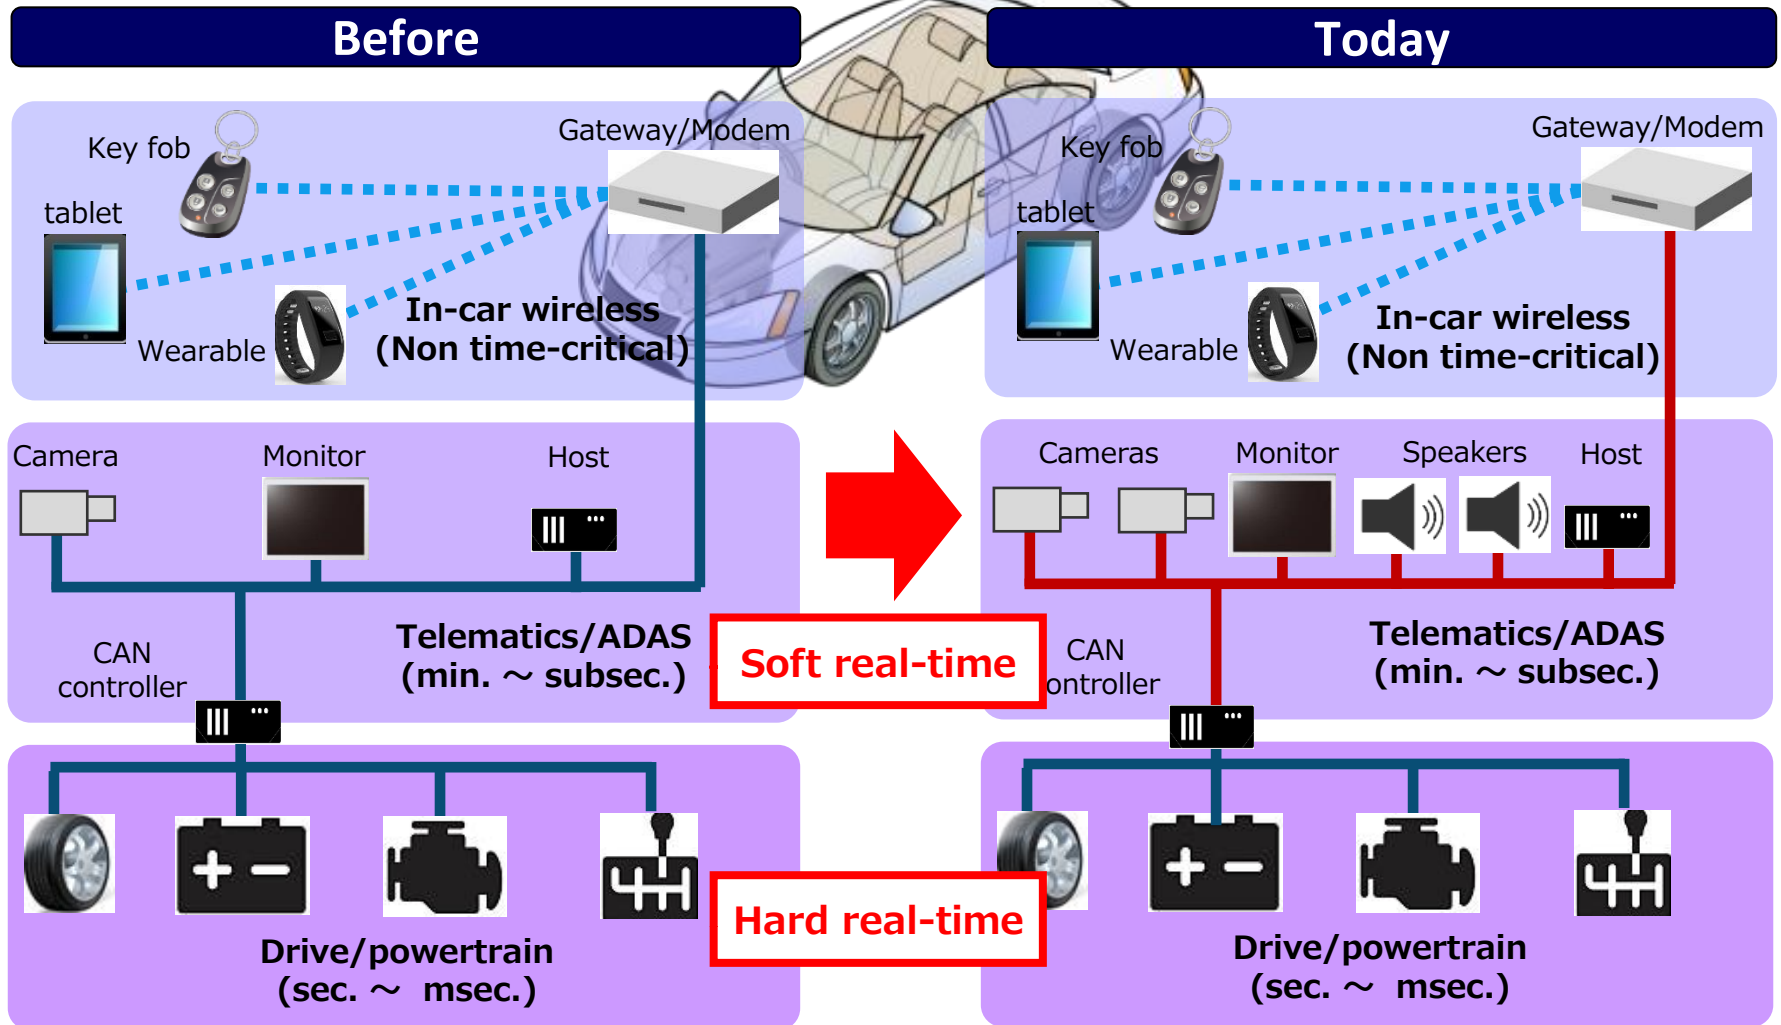 Before
Key fob
Gateway/Modem
tablet
Wearable
In-car wireless
(Non time-critical)
Camera
Monitor
Host
CAN
controller
Telematics/ADAS
(min. ～ subsec.)
Drive/powertrain
(sec. ～ msec.)
Soft real-time
Hard real-time
Today
Key fob
Gateway/Modem
tablet
Wearable
In-car wireless
(Non time-critical)
Cameras
Monitor
Speakers
Host
CAN
ontroller
Telematics/ADAS
(min. ～ subsec.)
Drive/powertrain
(sec. ～ msec.)